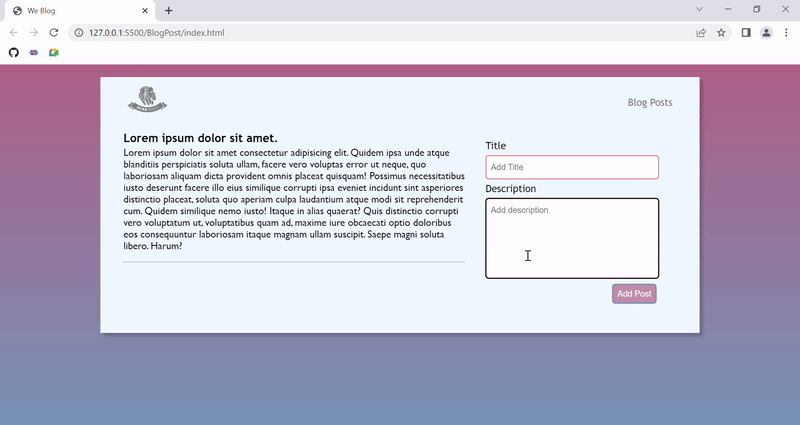 We Blog
127.0.0.1:5500/BlogPost/index.html
Blog Posts
Lorem ipsum dolor sit amet.
Lorem ipsum dolor sit amet consectetur adipisicing elit. Quidem ipsa unde atque
blanditiis perspiciatis soluta ullam, facere vero voluptas error ut neque, quo
laboriosam aliquam dicta provident omnis placeat quisquam! Possimus necessitatibus
iusto deserunt facere illo eius similique corrupti ipsa eveniet incidunt sint asperiores
distinctio placeat, soluta quo aperiam culpa laudantium atque modi sit reprehenderit
cum. Quidem similique nemo iusto! Itaque in alias quaerat? Quis distinctio corrupti
vero voluptatum ut, voluptatibus quam ad, maxime iure obcaecati optio doloribus
eos consequuntur laboriosam itaque magnam ullam suscipit. Saepe magni soluta
libero. Harum?
Title
Add Title
Description
Add description
Add Post